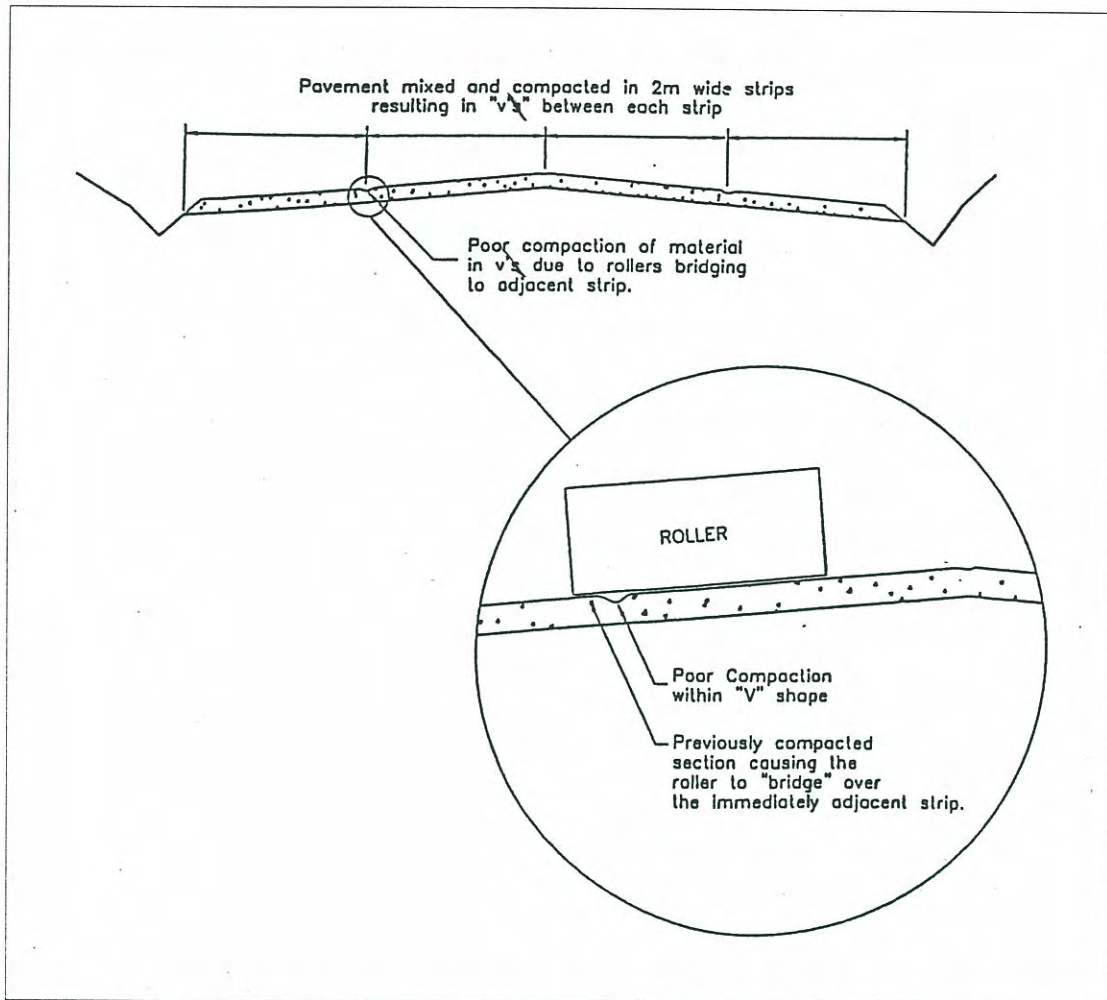 Pavement mixed and compacted in 2m wide strips
resulting in "v's" between each strip
Poor compaction of material
in v's due to rollers bridging
to adjacent strip.
ROLLER
Poor Compaction
within "V" shape
Previously compacted
section causing the
roller to "bridge" over
the immediately adjacent strip.